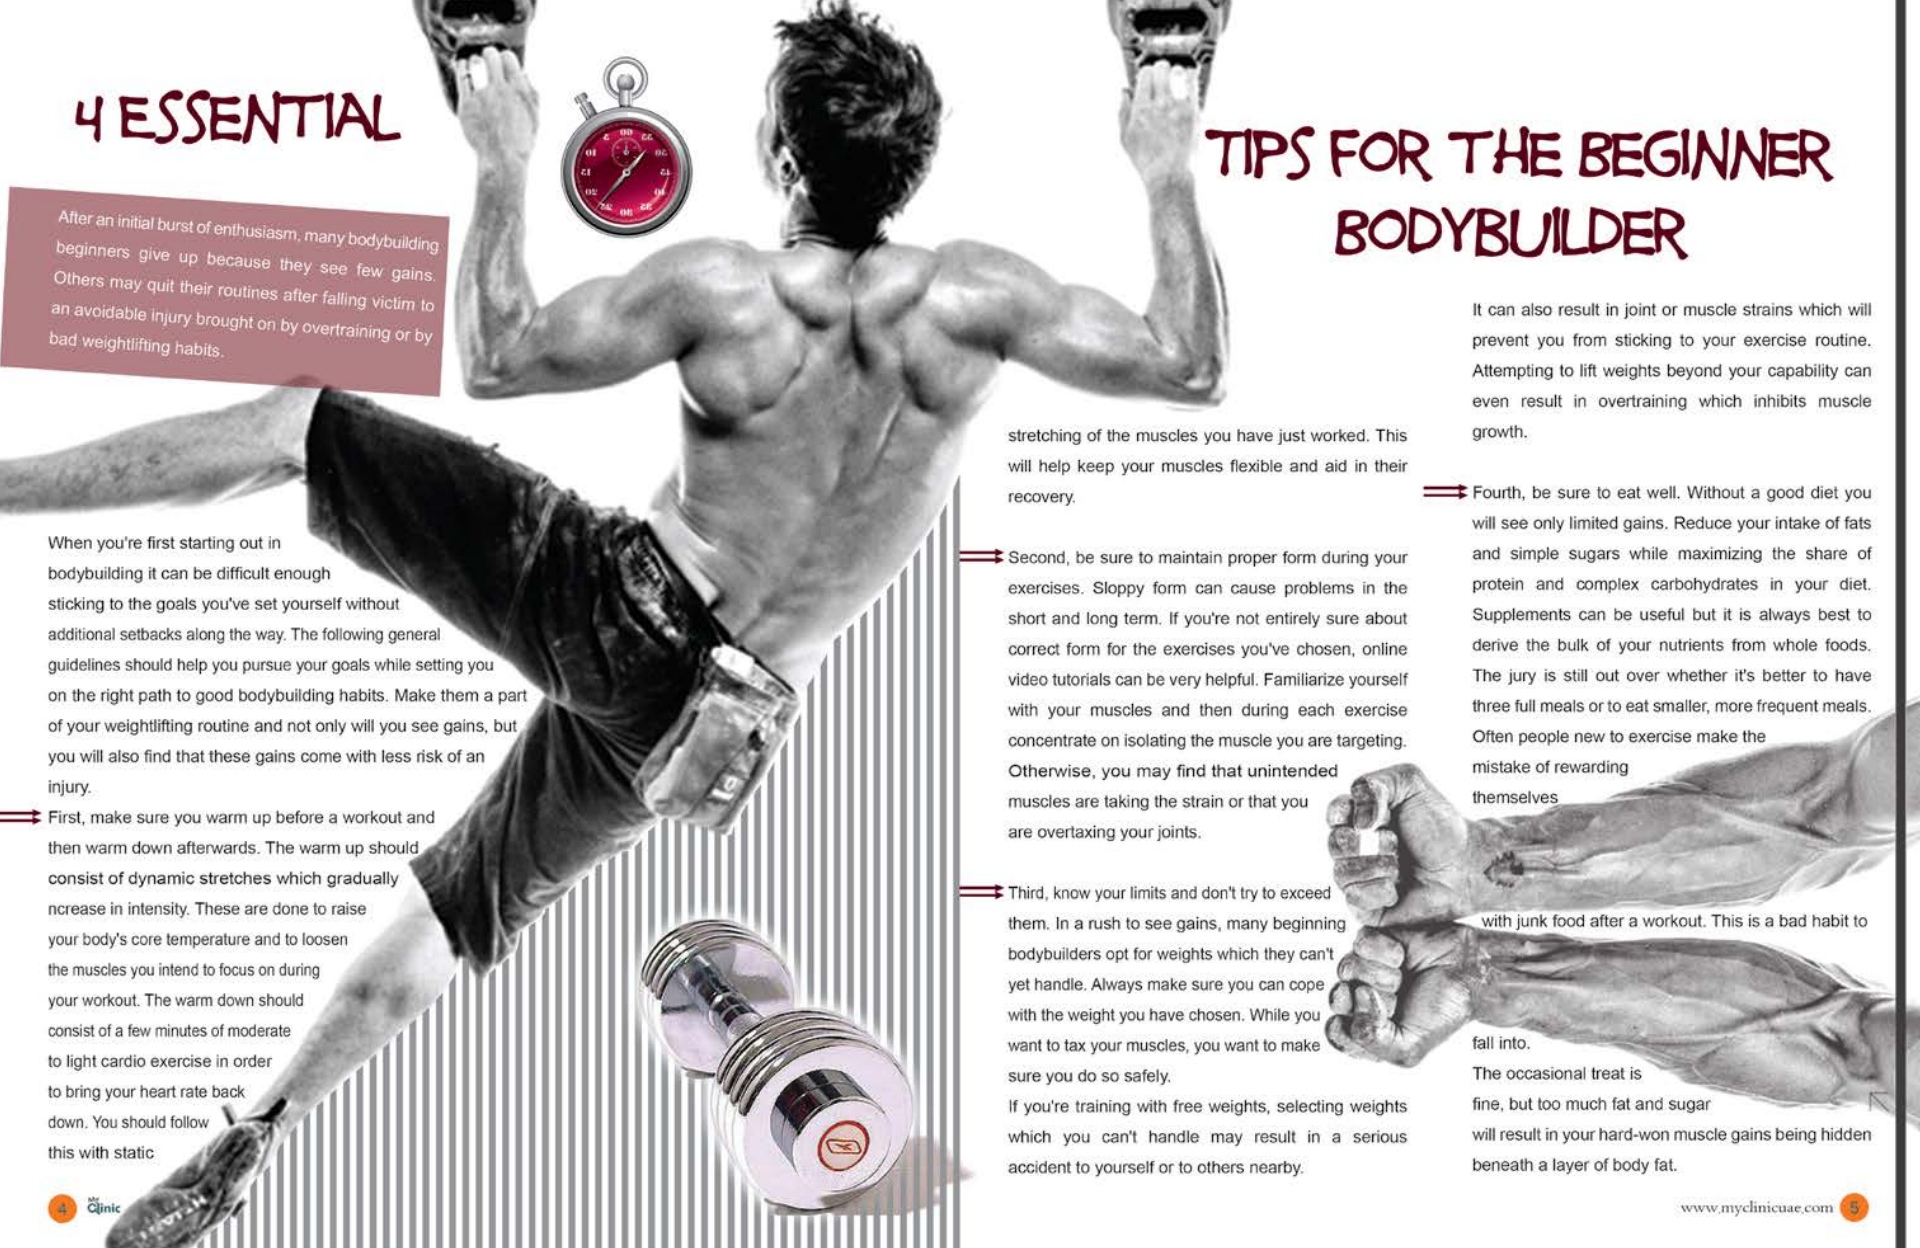 4 ESSENTIAL
TIPS FOR THE BEGINNER
BODYBUILDER
After an initial burst of enthusiasm, many bodybuilding
beginners give up because they see few gains.
Others may quit their routines after falling victim to
an avoidable injury brought on by overtraining or by
bad weightlifting habits.
When you're first starting out in
bodybuilding it can be difficult enough
sticking to the goals you've set yourself without
additional setbacks along the way. The following general
guidelines should help you pursue your goals while setting you
on the right path to good bodybuilding habits. Make them a part
of your weightlifting routine and not only will you see gains, but
you will also find that these gains come with less risk of an
injury.
First, make sure you warm up before a workout and
then warm down afterwards. The warm up should
consist of dynamic stretches which gradually
ncrease in intensity. These are done to raise
your body's core temperature and to loosen
the muscles you intend to focus on during
your workout. The warm down should
consist of a few minutes of moderate
to light cardio exercise in order
to bring your heart rate back
down. You should follow
this with static
stretching of the muscles you have just worked. This
will help keep your muscles flexible and aid in their
recovery.
Second, be sure to maintain proper form during your
exercises. Sloppy form can cause problems in the
short and long term. If you're not entirely sure about
correct form for the exercises you've chosen, online
video tutorials can be very helpful. Familiarize yourself
with your muscles and then during each exercise
concentrate on isolating the muscle you are targeting.
Otherwise, you may find that unintended
muscles are taking the strain or that you
are overtaxing your joints.
Third, know your limits and don't try to exceed
them. In a rush to see gains, many beginning
bodybuilders opt for weights which they can't
yet handle. Always make sure you can cope
with the weight you have chosen. While you
want to tax your muscles, you want to make
sure you do so safely.
If you're training with free weights, selecting weights
which you can't handle may result in a serious
accident to yourself or to others nearby.
It can also result in joint or muscle strains which will
prevent you from sticking to your exercise routine.
Attempting to lift weights beyond your capability can
even result in overtraining which inhibits muscle
growth.
Fourth, be sure to eat well. Without a good diet you
will see only limited gains. Reduce your intake of fats
and simple sugars while maximizing the share of
protein and complex carbohydrates in your diet.
Supplements can be useful but it is always best to
derive the bulk of your nutrients from whole foods.
The jury is still out over whether it's better to have
three full meals or to eat smaller, more frequent meals.
Often people new to exercise make the
mistake of rewarding
themselves
with junk food after a workout. This is a bad habit to
fall into.
The occasional treat is
fine, but too much fat and sugar
will result in your hard-won muscle gains being hidden
beneath a layer of body fat.
4
My
Clinic
www.myclinicuae.com
5